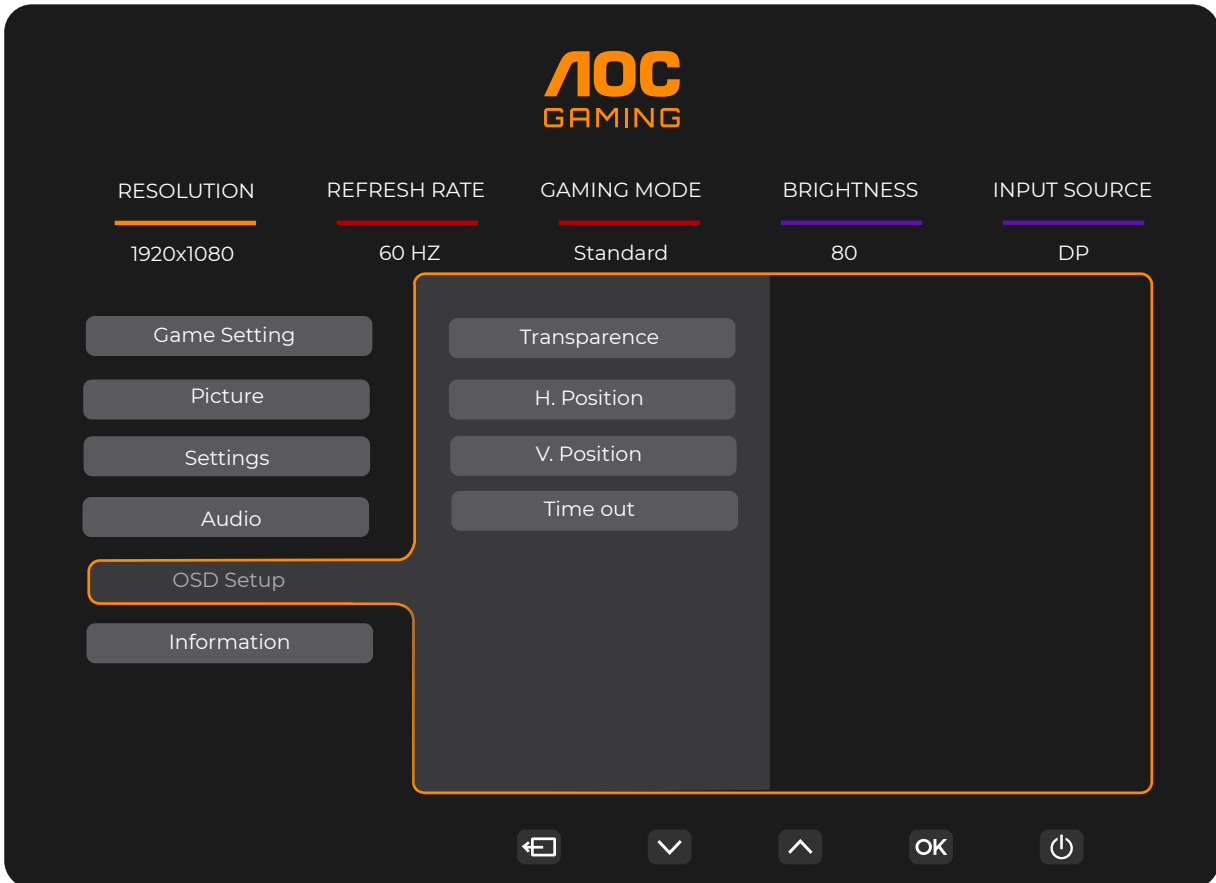 AOC
GAMING
RESOLUTION REFRESH RATE GAMING MODE BRIGHTNESS INPUT SOURCE
1920x1080 60 HZ Standard 80 DP
Game Setting Transparence
Picture H. Position
Settings V. Position
Audio Time out
OSD Setup
Information
OK